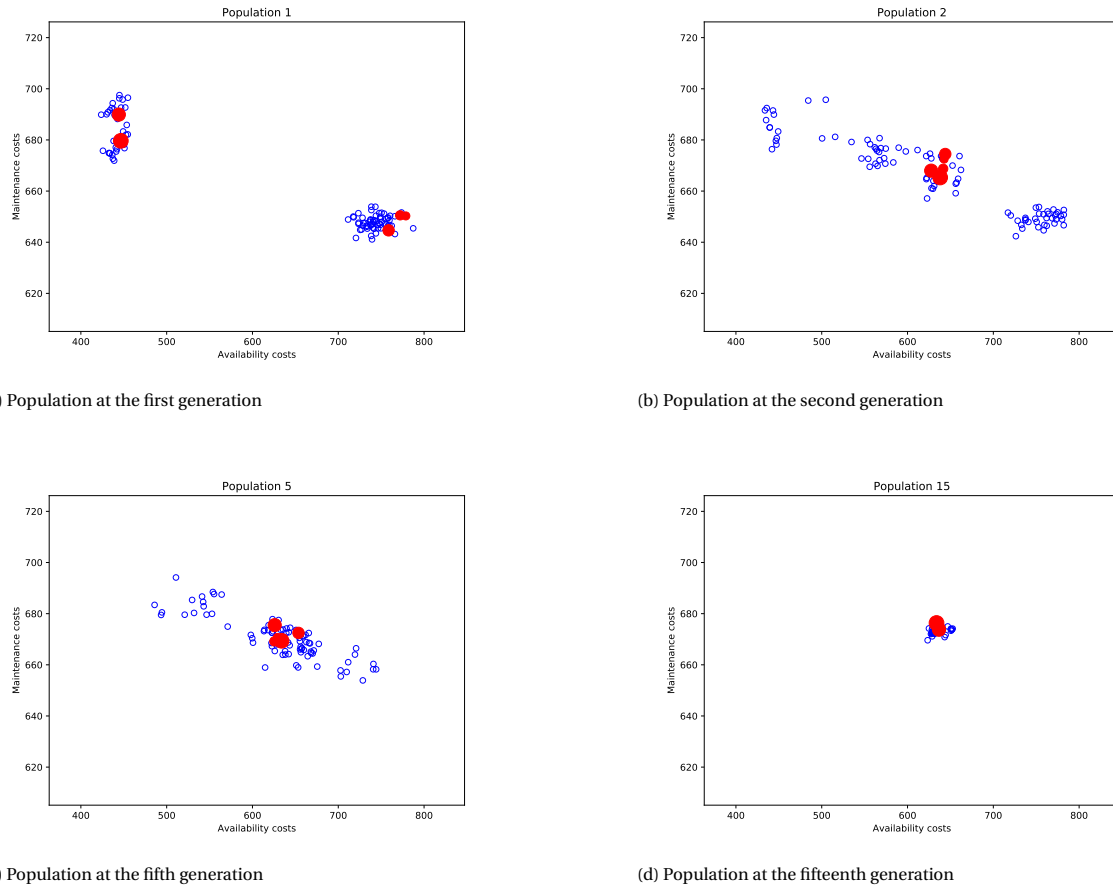 Population 1
Population 2
Maintenance costs
720
700
680
660
640
620
400
500
600
700
800
Availability costs
Maintenance costs
720
700
680
660
640
620
400
500
600
700
800
Availability costs
) Population at the first generation
(b) Population at the second generation
Population 5
Population 15
Maintenance costs
720
700
680
660
640
620
400
500
600
700
800
Availability costs
Maintenance costs
720
700
680
660
640
620
400
500
600
700
800
Availability costs
) Population at the fifth generation
(d) Population at the fifteenth generation